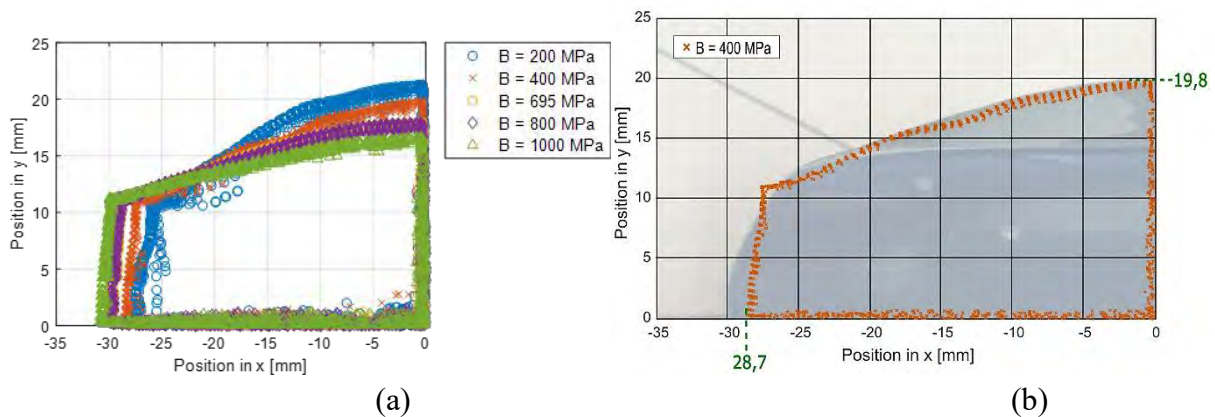 25
20
15
10
5
0
Position in y [mm]
-35 -30 -25 -20 -15 -10 -5 0
Position in x [mm]
B = 200 MPa
B = 400 MPa
B = 695 MPa
B = 800 MPa
B = 1000 MPa
(a)
25
20
15
10
5
0
Position in y [mm]
B = 400 MPa
19,8
-35 -30 -25 -20 -15 -10 -5 0
Position in x [mm]
28,7
(b)